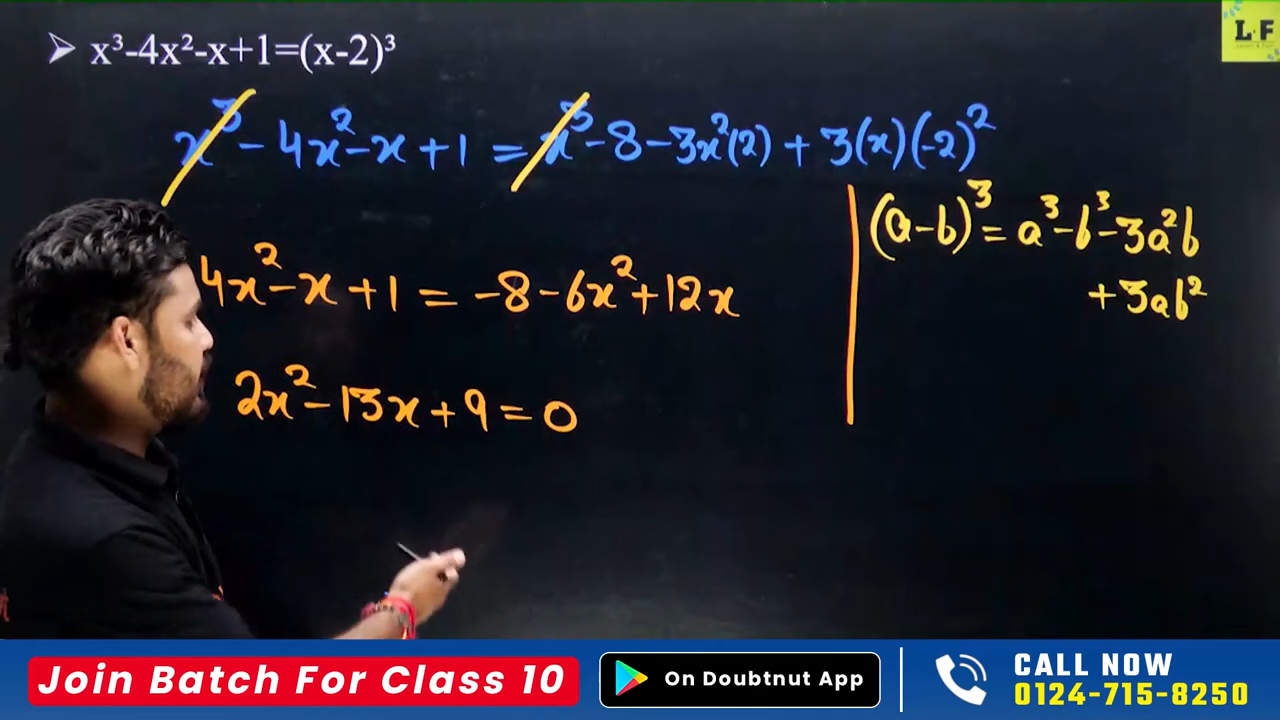 ➤ x³-4x²-x+1=(x-2)³
L.F
x³ - 4x² - x + 1 = x³ - 8 - 3x²(2) + 3(x)(-2)²
(a-b)³ = a³ - b³ - 3a²b
+ 3ab²
4x² - x + 1 = -8 - 6x² + 12x
2x² - 13x + 9 = 0
Join Batch For Class 10
On Doubtnut App
CALL NOW
0124-715-8250